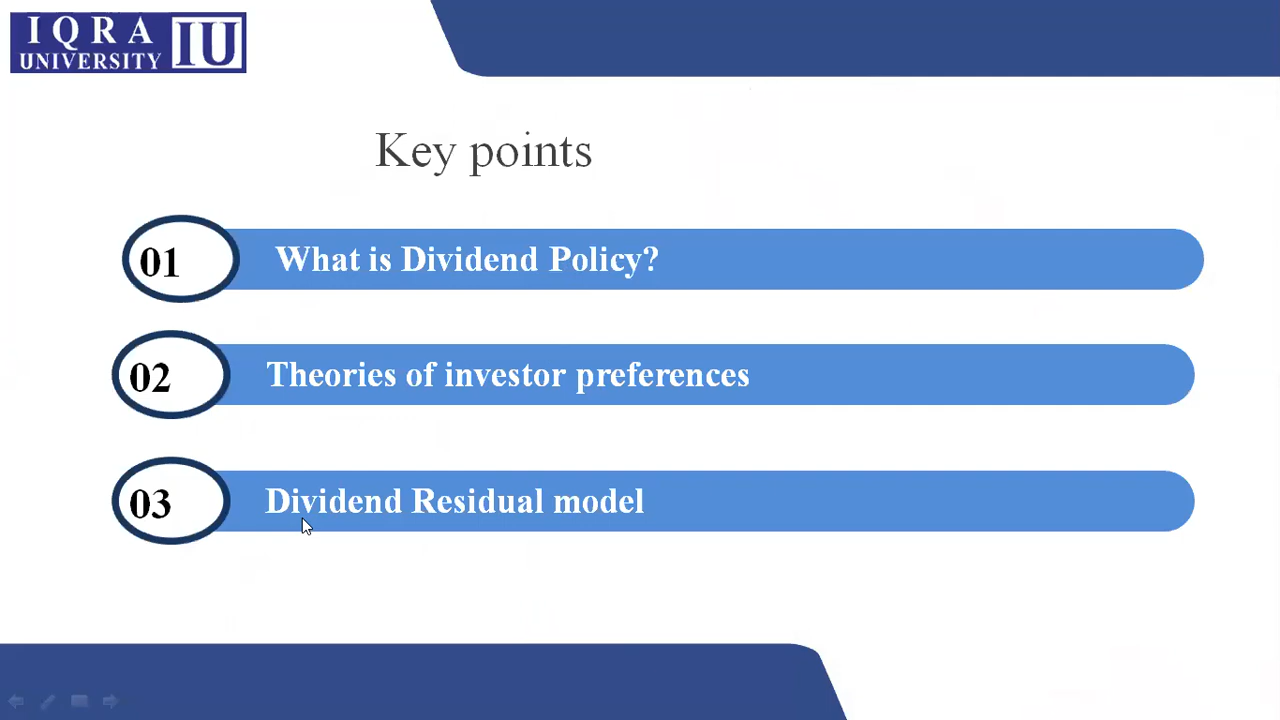 IQRA
UNIVERSITY IU
Key points
01 What is Dividend Policy?
02 Theories of investor preferences
03 Dividend Residual model